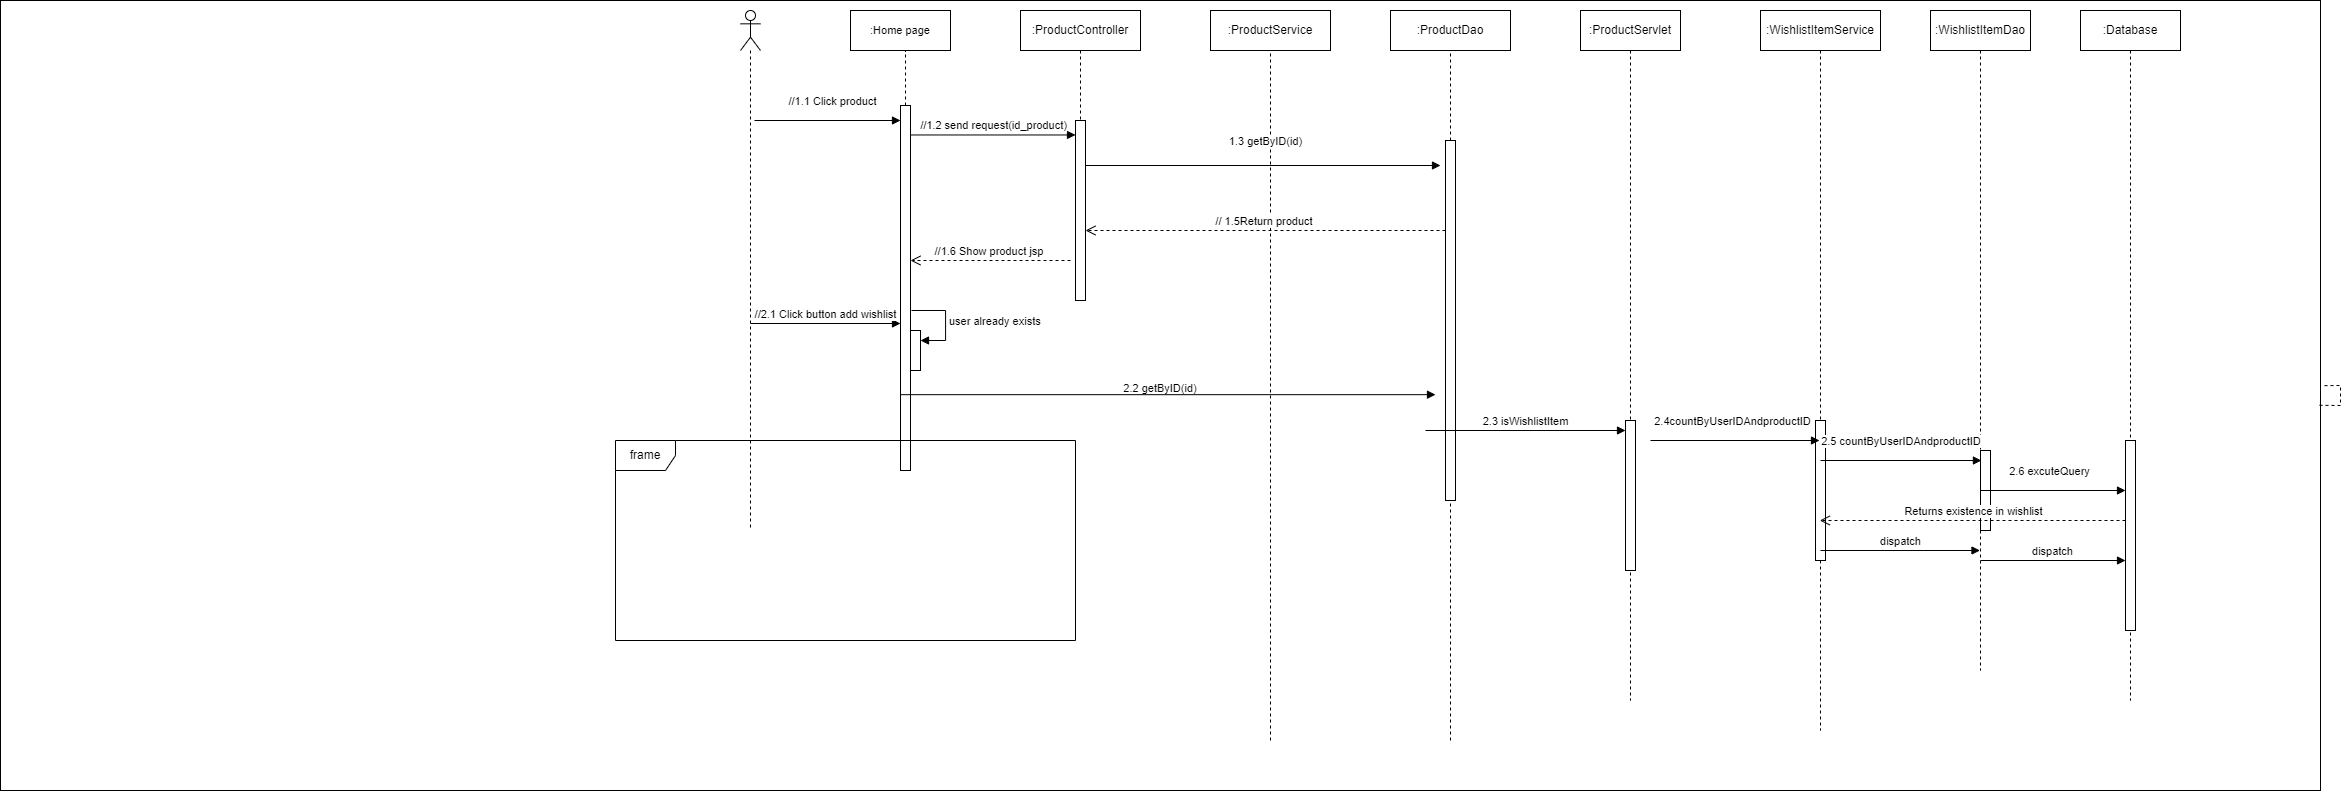 :Home page
:ProductController
:ProductService
:ProductDao
:ProductServlet
:WishlistItemService
:WishlistItemDao
:Database
//1.1 Click product
//1.2 send request(id_product)
1.3 getByID(id)
// 1.5Return product
//1.6 Show product jsp
//2.1 Click button add wishlist
user already exists
2.2 getByID(id)
2.3 isWishlistItem
2.4countByUserIDAndproductID
2.5 countByUserIDAndproductID
frame
2.6 excuteQuery
Returns existence in wishlist
dispatch
dispatch